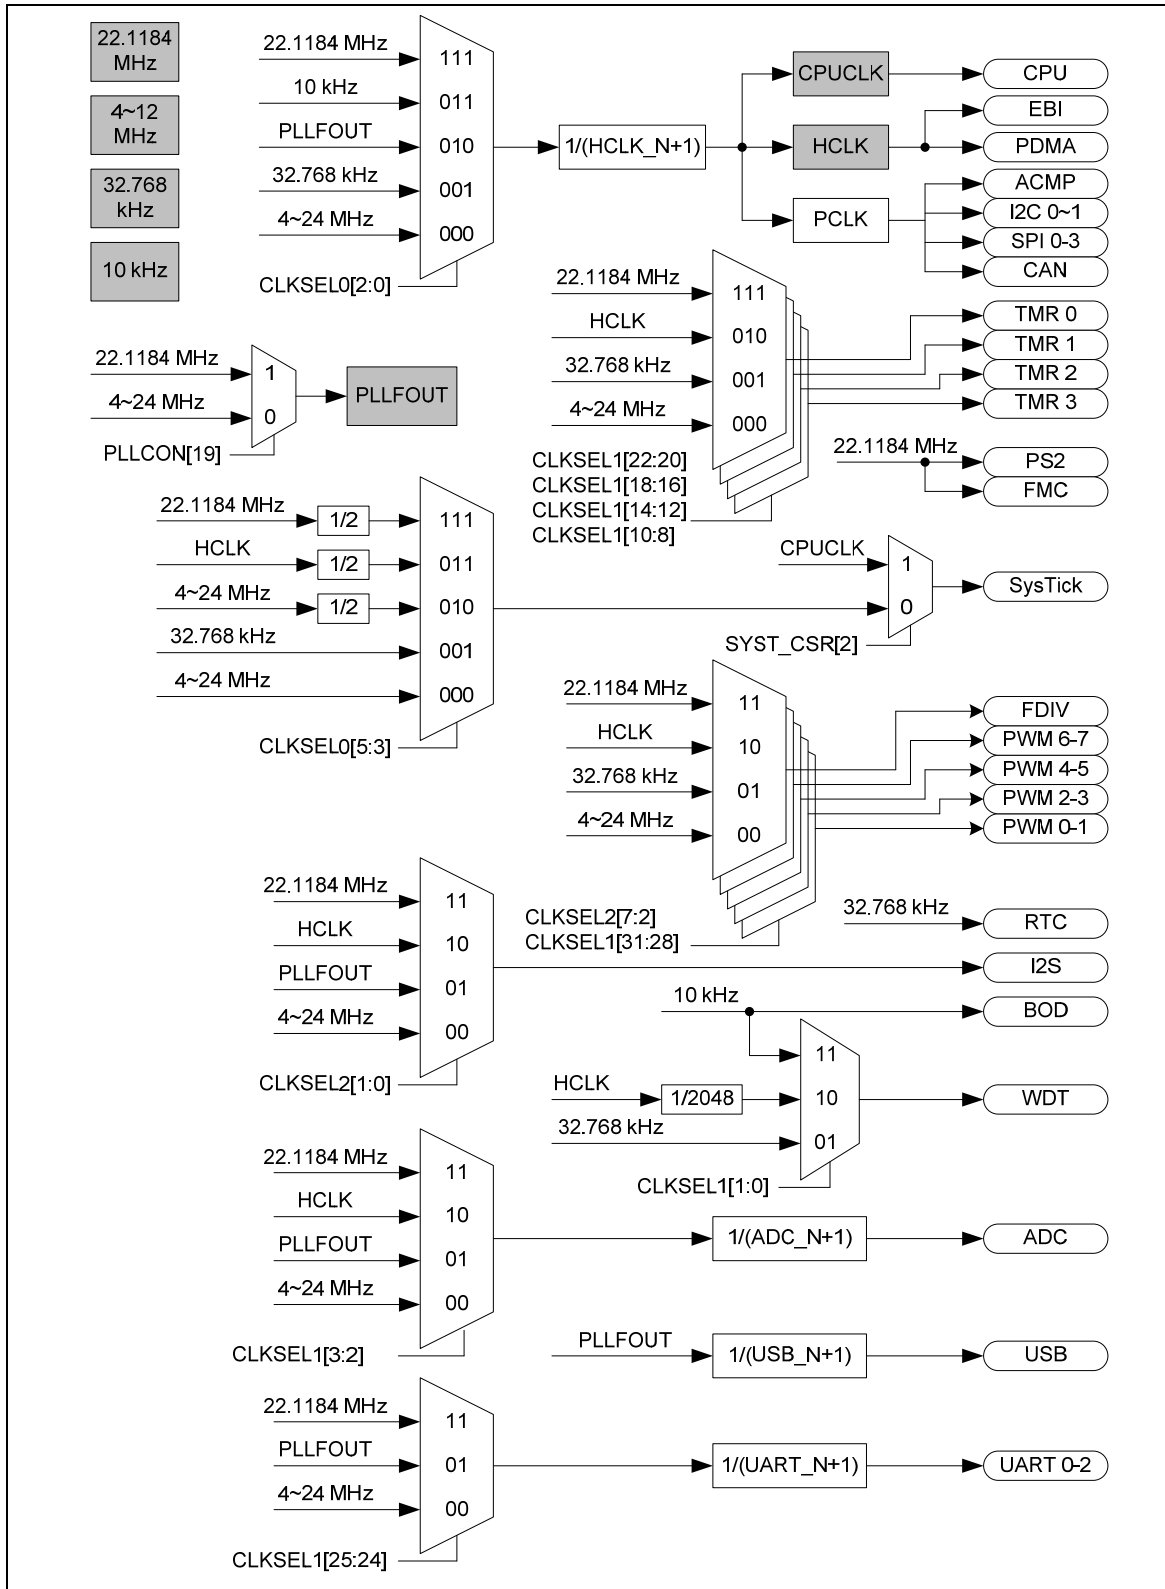 22.1184
MHz
4~12
MHz
32.768
kHz
10 kHz
22.1184 MHz
111
10 kHz
011
PLLFOUT
010
32.768 kHz
001
4~24 MHz
000
CLKSEL0[2:0]
1/(HCLK_N+1)
CPUCLK
HCLK
PCLK
CPU
EBI
PDMA
ACMP
I2C 0~1
SPI 0-3
CAN
22.1184 MHz
1
4~24 MHz
0
PLLCON[19]
PLLFOUT
22.1184 MHz
111
HCLK
010
32.768 kHz
001
4~24 MHz
000
CLKSEL1[22:20]
CLKSEL1[18:16]
CLKSEL1[14:12]
CLKSEL1[10:8]
TMR 0
TMR 1
TMR 2
TMR 3
22.1184 MHz
PS2
FMC
22.1184 MHz
1/2
111
HCLK
1/2
011
4~24 MHz
1/2
010
32.768 kHz
001
4~24 MHz
000
CLKSEL0[5:3]
CPUCLK
1
0
SYST_CSR[2]
SysTick
22.1184 MHz
11
HCLK
10
32.768 kHz
01
4~24 MHz
00
CLKSEL2[7:2]
CLKSEL1[31:28]
FDIV
PWM 6-7
PWM 4-5
PWM 2-3
PWM 0-1
22.1184 MHz
11
HCLK
10
PLLFOUT
01
4~24 MHz
00
CLKSEL2[1:0]
32.768 kHz
RTC
I2S
10 kHz
BOD
11
HCLK
1/2048
10
32.768 kHz
01
CLKSEL1[1:0]
WDT
22.1184 MHz
11
HCLK
10
PLLFOUT
01
4~24 MHz
00
CLKSEL1[3:2]
1/(ADC_N+1)
ADC
PLLFOUT
1/(USB_N+1)
USB
22.1184 MHz
11
PLLFOUT
01
4~24 MHz
00
CLKSEL1[25:24]
1/(UART_N+1)
UART 0-2